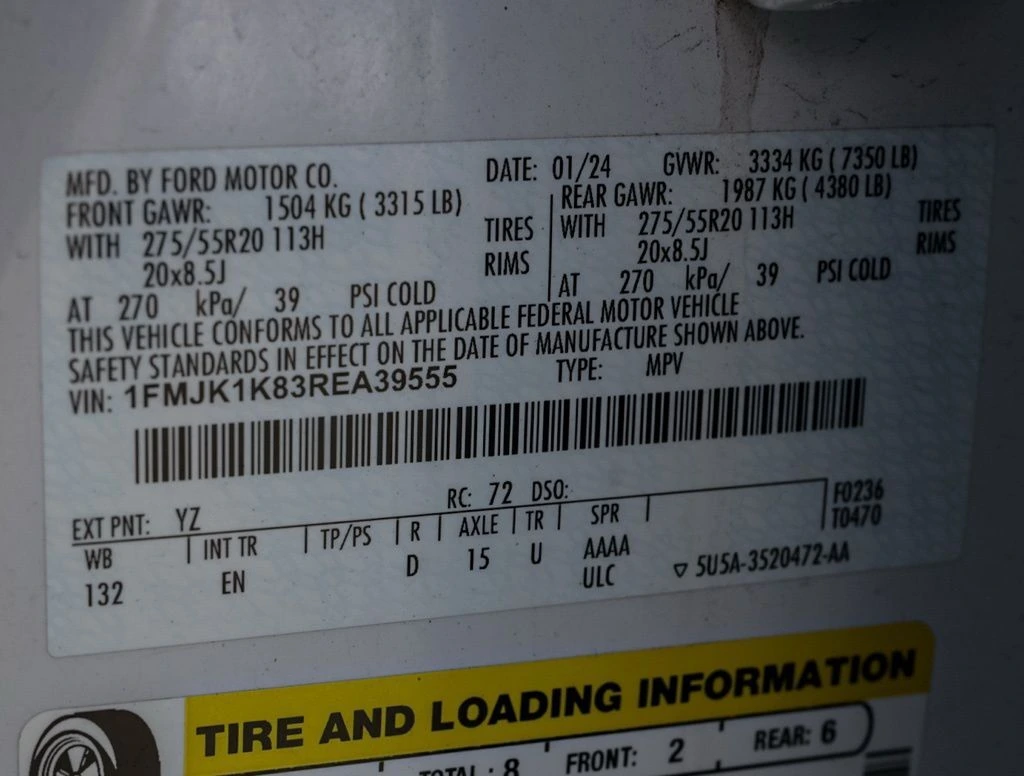 MFD. BY FORD MOTOR CO. DATE: 01/24 GVWR: 3334 KG ( 7350 LB)
FRONT GAWR: 1504 KG ( 3315 LB) REAR GAWR: 1987 KG ( 4380 LB)
WITH 275/55R20 113H TIRES WITH 275/55R20 113H TIRES
20x8.5J RIMS 20x8.5J RIMS
AT 270 kPa/ 39 PSI COLD AT 270 kPa/ 39 PSI COLD
THIS VEHICLE CONFORMS TO ALL APPLICABLE FEDERAL MOTOR VEHICLE
SAFETY STANDARDS IN EFFECT ON THE DATE OF MANUFACTURE SHOWN ABOVE.
VIN: 1FMJK1K83REA39555 TYPE: MPV
EXT PNT: YZ RC: 72 DSO: F0236
WB INT TR TP/PS R AXLE TR SPR T0470
132 EN D 15 U AAAA
ULC ▽ 5U5A-3520472-AA
TIRE AND LOADING INFORMATION
TOTAL : 8 FRONT: 2 REAR: 6